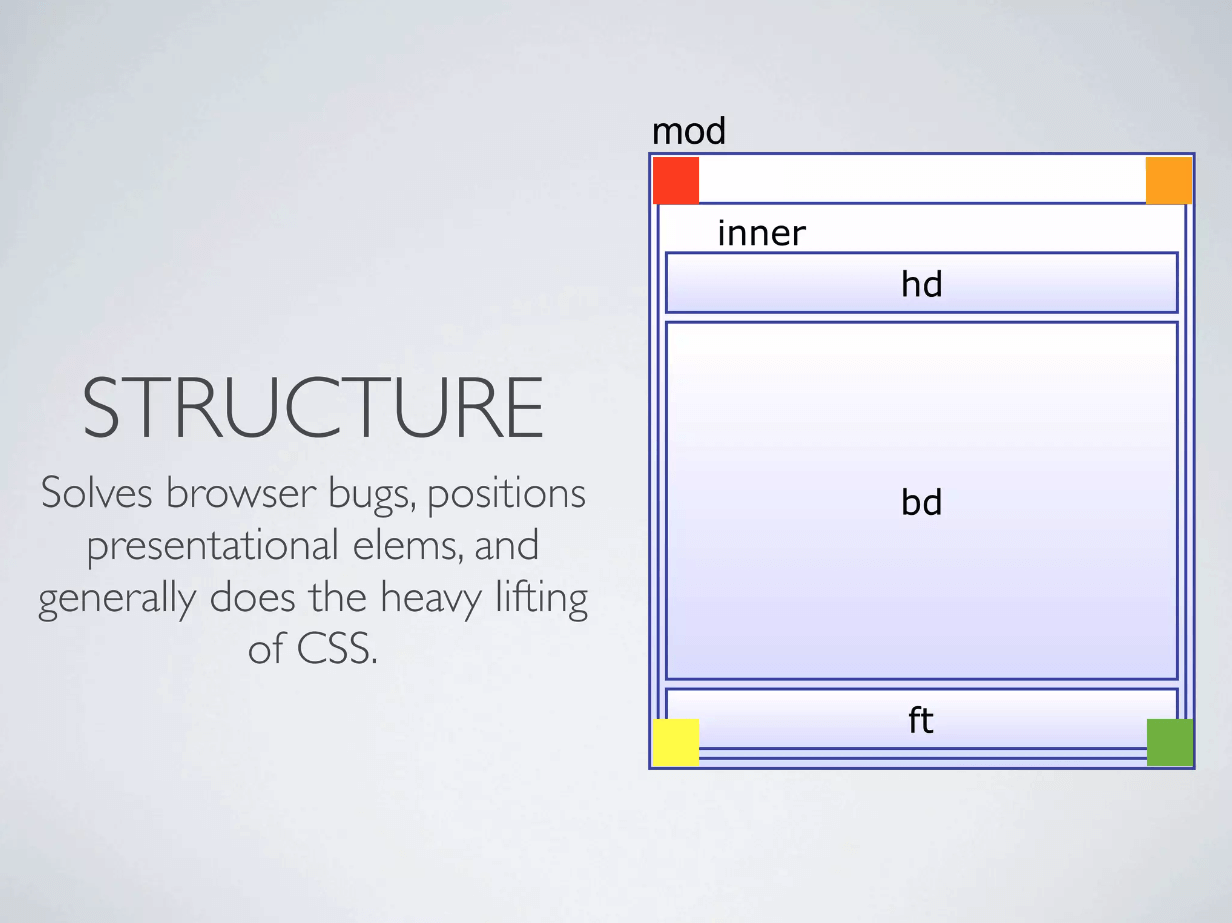 STRUCTURE
Solves browser bugs, positions
presentational elems, and
generally does the heavy lifting
of CSS.
mod
inner
hd
bd
ft